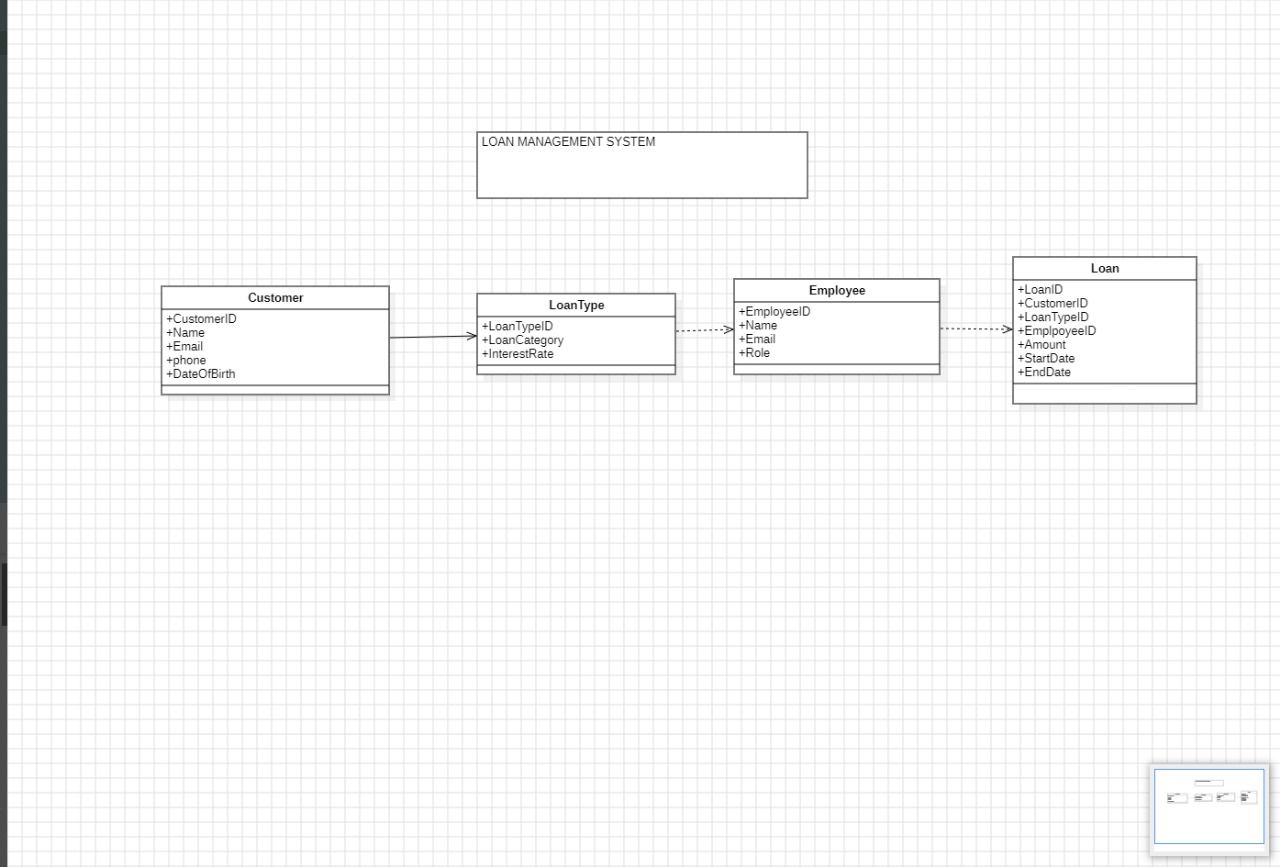 LOAN MANAGEMENT SYSTEM
Customer
+CustomerID
+Name
+Email
+phone
+DateOfBirth
LoanType
+LoanTypeID
+LoanCategory
+InterestRate
Employee
+EmployeeID
+Name
+Email
+Role
Loan
+LoanID
+CustomerID
+LoanTypeID
+EmplpoyeeID
+Amount
+StartDate
+EndDate